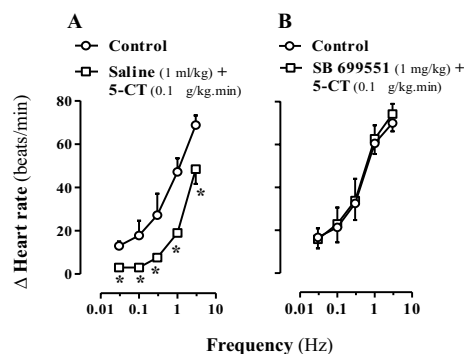 A
B
Control
Control
Saline (1 ml/kg) +
5-CT (0.1 g/kg.min)
SB 699551 (1 mg/kg) +
5-CT (0.1 g/kg.min)
80
60
40
20
0
Δ Heart rate (beats/min)
* * * * *
0.01 0.1 1 10
0.01 0.1 1 10
Frequency (Hz)